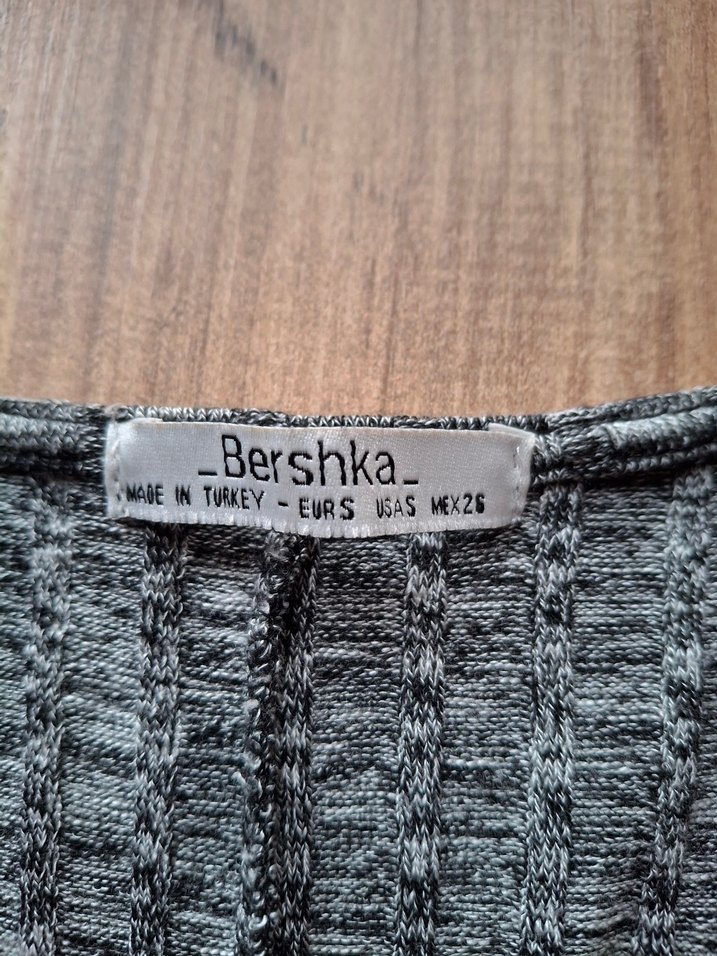 _Bershka_
MADE IN TURKEY - EUR S USA S MEX 26